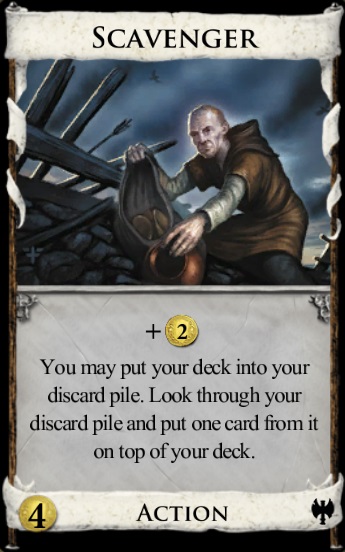 SCAVENGER
+2
You may put your deck into your
discard pile. Look through your
discard pile and put one card from it
on top of your deck.
4 ACTION